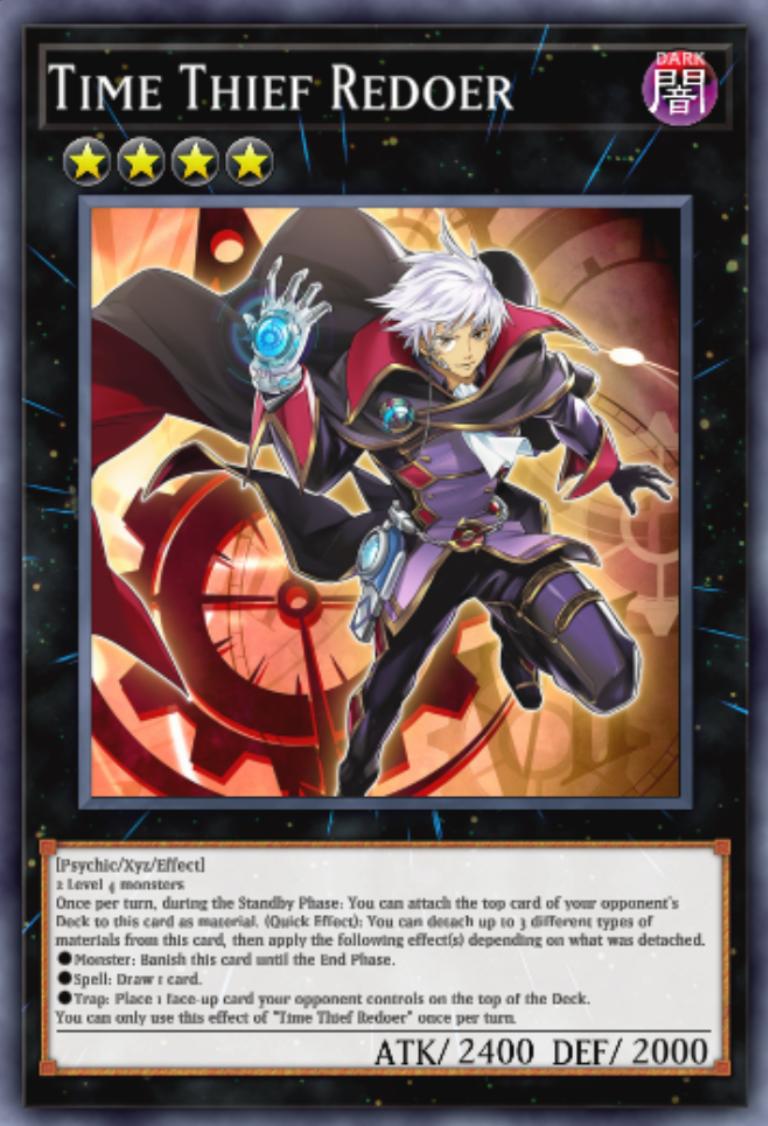 TIME THIEF REDOER
DARK
闇
[Psychic/Xyz/Effect]
2 Level 4 monsters
Once per turn, during the Standby Phase: You can attach the top card of your opponent's
Deck to this card as material. (Quick Effect): You can detach up to 3 different types of
materials from this card, then apply the following effect(s) depending on what was detached.
●Monster: Banish this card until the End Phase.
●Spell: Draw 1 card.
●Trap: Place 1 face-up card your opponent controls on the top of the Deck.
You can only use this effect of "Time Thief Redoer" once per turn.
ATK/ 2400 DEF/ 2000
VII